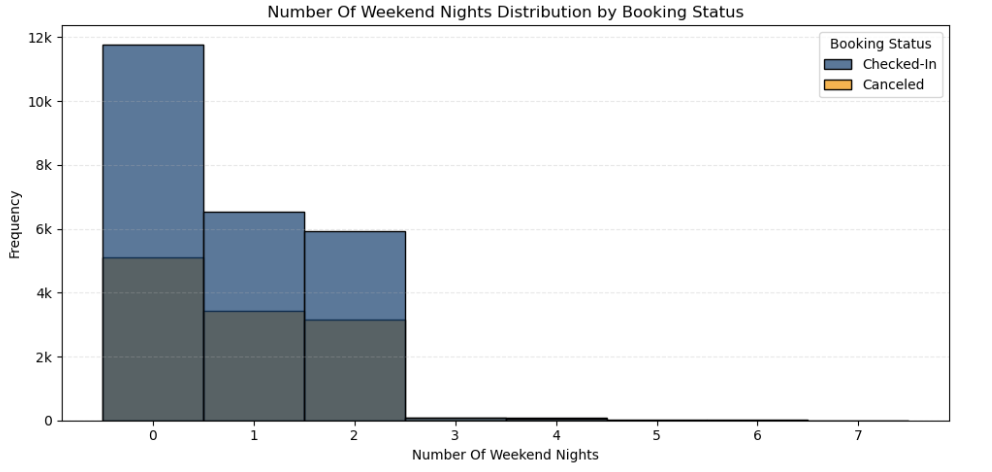 Number Of Weekend Nights Distribution by Booking Status
Booking Status
Checked-In
Canceled
12k
10k
8k
6k
4k
2k
0
Frequency
0 1 2 3 4 5 6 7
Number Of Weekend Nights